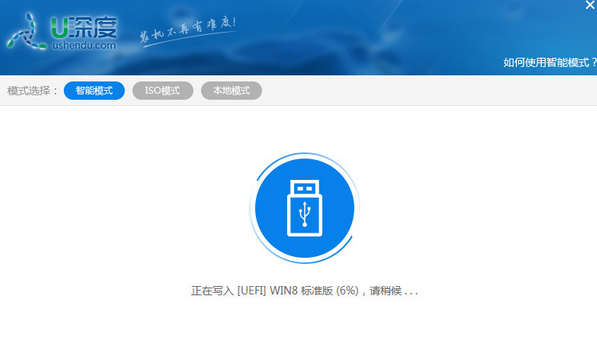 U深度
ushendu.com
装机不再有难度!
如何使用智能模式?
模式选择: 智能模式 ISO模式 本地模式
正在写入 [UEFI] WIN8 标准版 (6%),请稍候 . . .